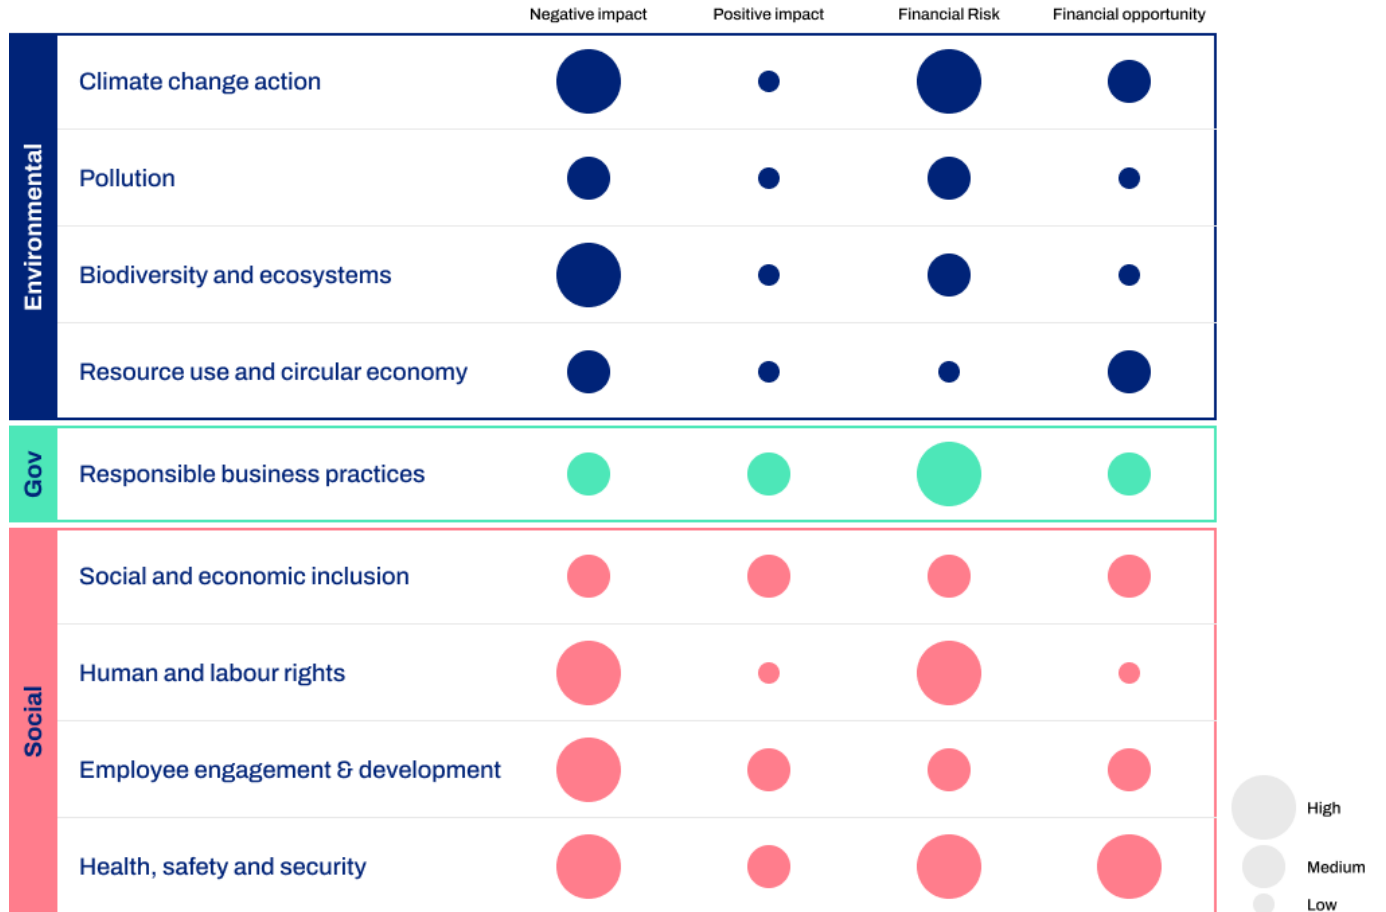 Negative impact Positive impact Financial Risk Financial opportunity
Environmental
Climate change action
Pollution
Biodiversity and ecosystems
Resource use and circular economy
Gov
Responsible business practices
Social
Social and economic inclusion
Human and labour rights
Employee engagement & development
Health, safety and security
High
Medium
Low